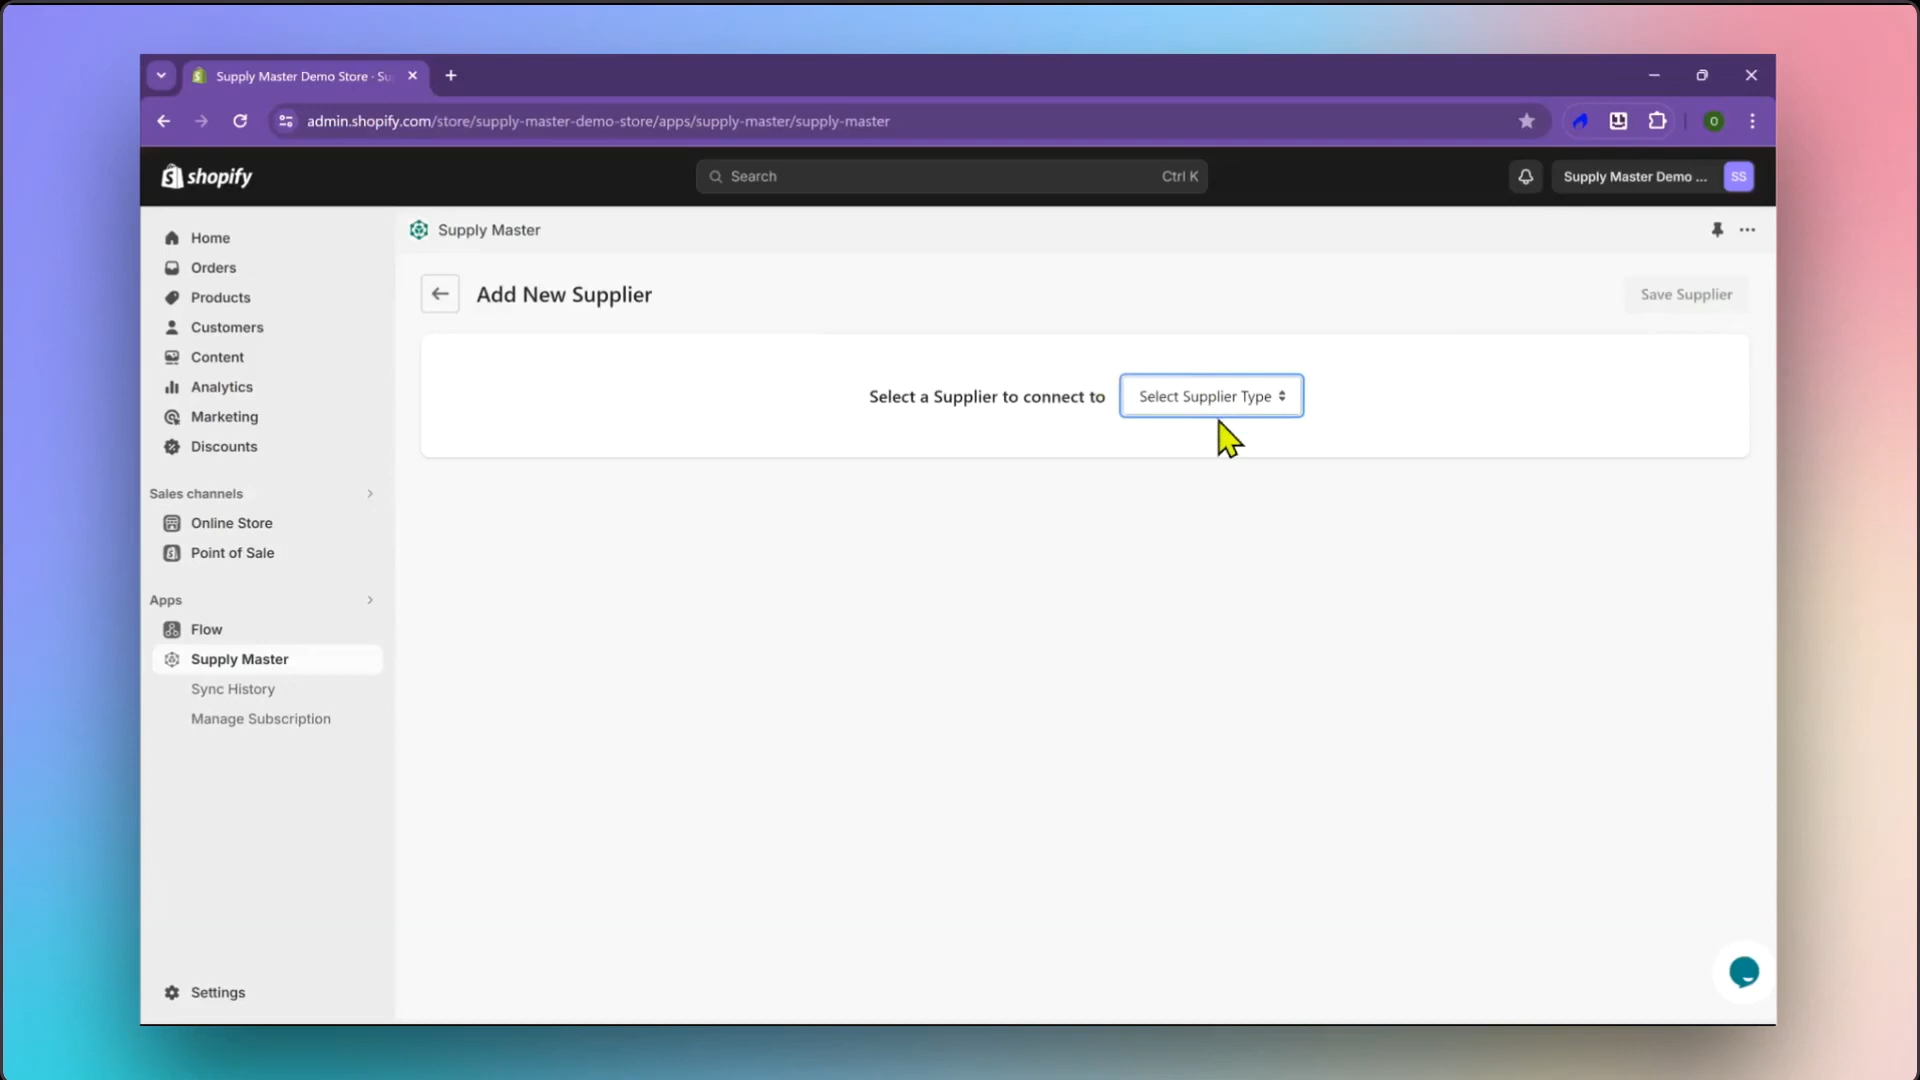 Supply Master Demo Store · Su
admin.shopify.com/store/supply-master-demo-store/apps/supply-master/supply-master
O
shopify
Search
Ctrl K
Supply Master Demo ...
SS
Home
Orders
Products
Customers
Content
Analytics
Marketing
Discounts
Sales channels
Online Store
Point of Sale
Apps
Flow
Supply Master
Sync History
Manage Subscription
Settings
Supply Master
Add New Supplier
Save Supplier
Select a Supplier to connect to
Select Supplier Type